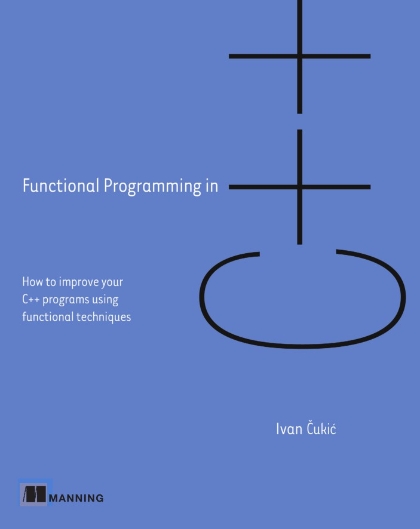 Functional Programming in C++
How to improve your
C++ programs using
functional techniques
Ivan Čukić
MANNING